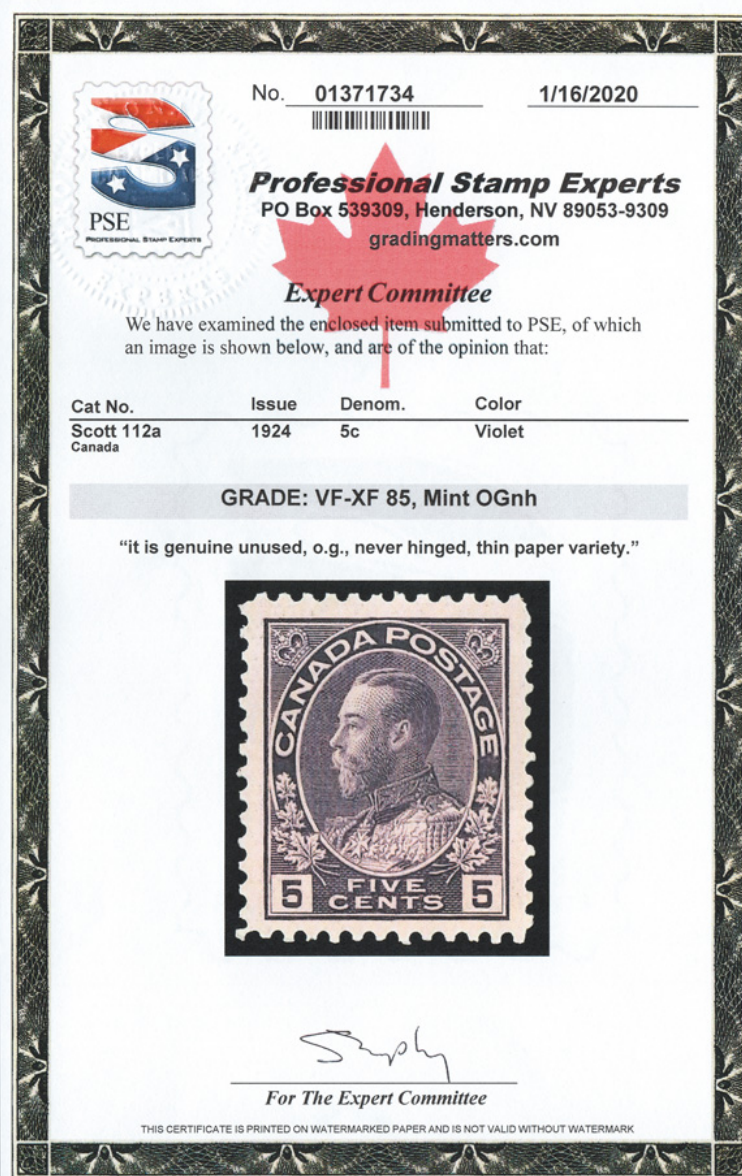 No. 01371734 1/16/2020
PSE
PROFESSIONAL STAMP EXPERTS
Professional Stamp Experts
PO Box 539309, Henderson, NV 89053-9309
gradingmatters.com
Expert Committee
We have examined the enclosed item submitted to PSE, of which
an image is shown below, and are of the opinion that:
Cat No. Issue Denom. Color
Scott 112a 1924 5c Violet
Canada
GRADE: VF-XF 85, Mint OGnh
“it is genuine unused, o.g., never hinged, thin paper variety.”
CANADA POSTAGE
5 FIVE CENTS 5
For The Expert Committee
THIS CERTIFICATE IS PRINTED ON WATERMARKED PAPER AND IS NOT VALID WITHOUT WATERMARK